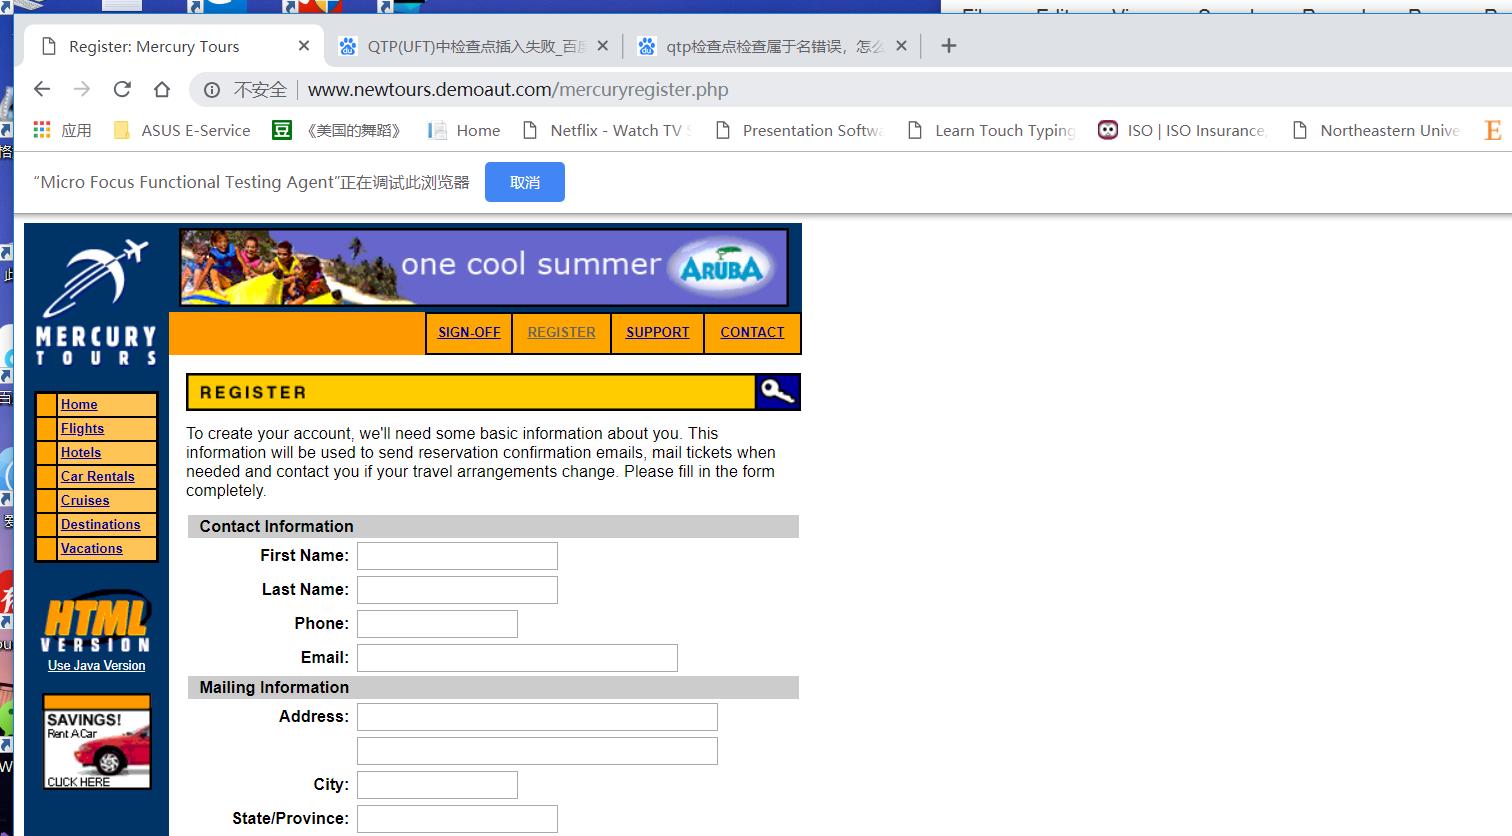 Register: Mercury Tours
QTP(UFT)中检查点插入失败_百度
qtp检查点检查属于名错误，怎么
不安全
www.newtours.demoaut.com/mercuryregister.php
应用
ASUS E-Service
《美国的舞蹈》
Home
Netflix - Watch TV S
Presentation Softwa
Learn Touch Typing
ISO | ISO Insurance,
Northeastern Unive
E
“Micro Focus Functional Testing Agent”正在调试此浏览器
取消
MERCURY
TOURS
one cool summer
ARUBA
SIGN-OFF
REGISTER
SUPPORT
CONTACT
Home
Flights
Hotels
Car Rentals
Cruises
Destinations
Vacations
HTML
VERSION
Use Java Version
SAVINGS!
Rent A Car
CLICK HERE
REGISTER
To create your account, we'll need some basic information about you. This
information will be used to send reservation confirmation emails, mail tickets when
needed and contact you if your travel arrangements change. Please fill in the form
completely.
Contact Information
First Name:
Last Name:
Phone:
Email:
Mailing Information
Address:
City:
State/Province: